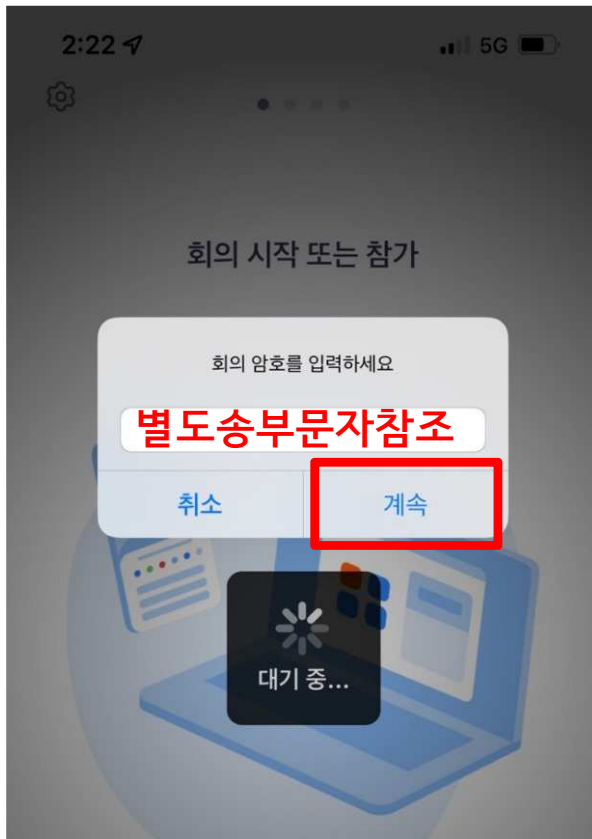 2:22
5G
회의 시작 또는 참가
회의 암호를 입력하세요
별도송부문자참조
취소
계속
대기 중...